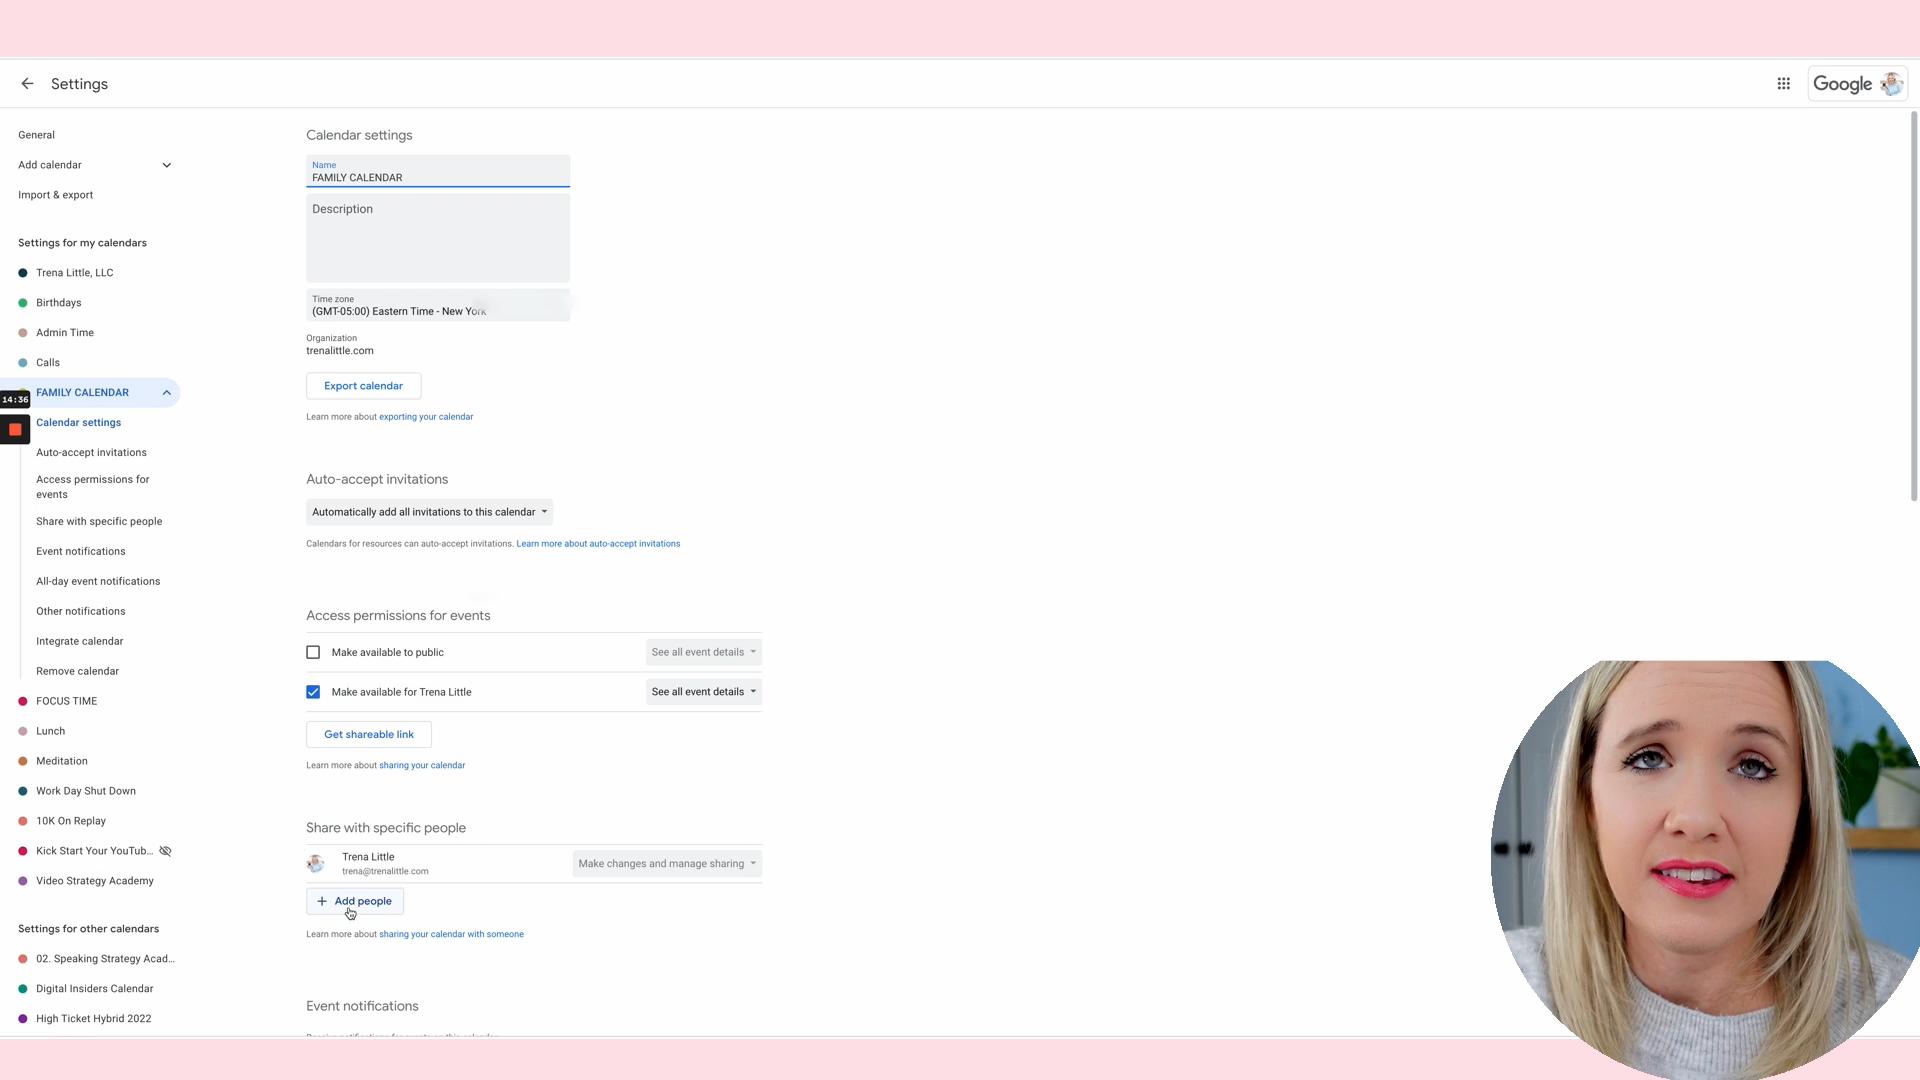 Settings
Google
General
Add calendar
Import & export
Settings for my calendars
Trena Little, LLC
Birthdays
Admin Time
Calls
FAMILY CALENDAR
14:36
Calendar settings
Auto-accept invitations
Access permissions for
events
Share with specific people
Event notifications
All-day event notifications
Other notifications
Integrate calendar
Remove calendar
FOCUS TIME
Lunch
Meditation
Work Day Shut Down
10K On Replay
Kick Start Your YouTub...
Video Strategy Academy
Settings for other calendars
02. Speaking Strategy Acad...
Digital Insiders Calendar
High Ticket Hybrid 2022
Calendar settings
Name
FAMILY CALENDAR
Description
Time zone
(GMT-05:00) Eastern Time - New York
Organization
trenalittle.com
Export calendar
Learn more about exporting your calendar
Auto-accept invitations
Automatically add all invitations to this calendar
Calendars for resources can auto-accept invitations. Learn more about auto-accept invitations
Access permissions for events
Make available to public See all event details
Make available for Trena Little See all event details
Get shareable link
Learn more about sharing your calendar
Share with specific people
Trena Little
trena@trenalittle.com
Make changes and manage sharing
+ Add people
Learn more about sharing your calendar with someone
Event notifications